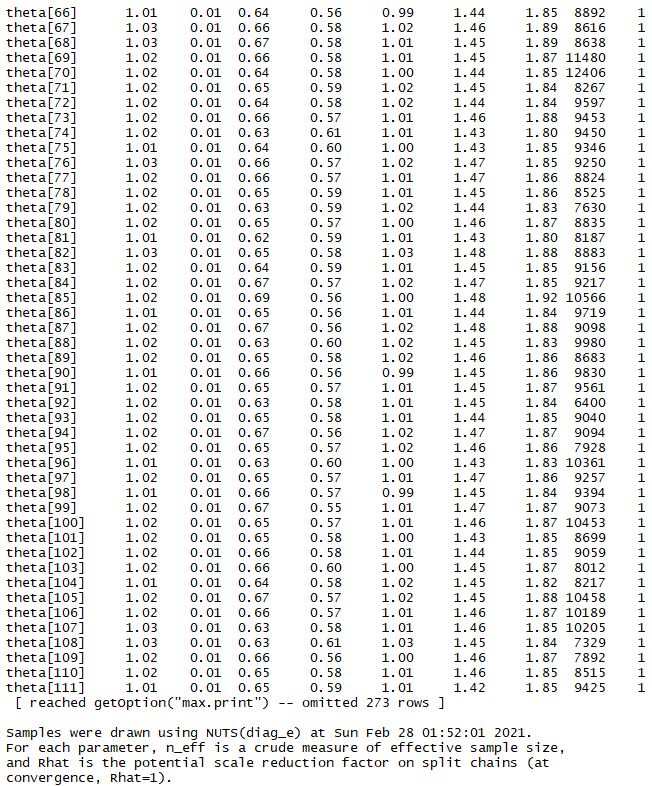 theta[66] 1.01 0.01 0.64 0.56 0.99 1.44 1.85 8892 1
theta[67] 1.03 0.01 0.66 0.58 1.02 1.46 1.89 8616 1
theta[68] 1.03 0.01 0.67 0.58 1.01 1.45 1.89 8638 1
theta[69] 1.02 0.01 0.66 0.58 1.01 1.45 1.87 11480 1
theta[70] 1.02 0.01 0.64 0.58 1.00 1.44 1.85 12406 1
theta[71] 1.02 0.01 0.65 0.59 1.02 1.45 1.84 8267 1
theta[72] 1.02 0.01 0.64 0.58 1.02 1.44 1.84 9597 1
theta[73] 1.02 0.01 0.66 0.57 1.01 1.46 1.88 9453 1
theta[74] 1.02 0.01 0.63 0.61 1.01 1.43 1.80 9450 1
theta[75] 1.01 0.01 0.64 0.60 1.00 1.43 1.85 9346 1
theta[76] 1.03 0.01 0.66 0.57 1.02 1.47 1.85 9250 1
theta[77] 1.02 0.01 0.66 0.57 1.01 1.47 1.86 8824 1
theta[78] 1.02 0.01 0.65 0.59 1.01 1.45 1.86 8525 1
theta[79] 1.02 0.01 0.63 0.59 1.02 1.44 1.83 7630 1
theta[80] 1.02 0.01 0.65 0.57 1.00 1.46 1.87 8835 1
theta[81] 1.01 0.01 0.62 0.59 1.01 1.43 1.80 8187 1
theta[82] 1.03 0.01 0.65 0.58 1.03 1.48 1.88 8883 1
theta[83] 1.02 0.01 0.64 0.59 1.01 1.45 1.85 9156 1
theta[84] 1.02 0.01 0.67 0.57 1.02 1.47 1.85 9217 1
theta[85] 1.02 0.01 0.69 0.56 1.00 1.48 1.92 10566 1
theta[86] 1.01 0.01 0.65 0.56 1.01 1.44 1.84 9719 1
theta[87] 1.02 0.01 0.67 0.56 1.02 1.48 1.88 9098 1
theta[88] 1.02 0.01 0.63 0.60 1.02 1.45 1.83 9980 1
theta[89] 1.02 0.01 0.65 0.58 1.02 1.46 1.86 8683 1
theta[90] 1.01 0.01 0.66 0.56 0.99 1.45 1.86 9830 1
theta[91] 1.02 0.01 0.65 0.57 1.01 1.45 1.87 9561 1
theta[92] 1.02 0.01 0.63 0.58 1.01 1.45 1.84 6400 1
theta[93] 1.02 0.01 0.65 0.58 1.01 1.44 1.85 9040 1
theta[94] 1.02 0.01 0.67 0.56 1.02 1.47 1.87 9094 1
theta[95] 1.02 0.01 0.65 0.57 1.02 1.46 1.86 7928 1
theta[96] 1.01 0.01 0.63 0.60 1.00 1.43 1.83 10361 1
theta[97] 1.02 0.01 0.65 0.57 1.01 1.47 1.86 9257 1
theta[98] 1.01 0.01 0.66 0.57 0.99 1.45 1.84 9394 1
theta[99] 1.02 0.01 0.67 0.55 1.01 1.47 1.87 9073 1
theta[100] 1.02 0.01 0.65 0.57 1.01 1.46 1.87 10453 1
theta[101] 1.02 0.01 0.65 0.58 1.00 1.43 1.85 8699 1
theta[102] 1.02 0.01 0.66 0.58 1.01 1.44 1.85 9059 1
theta[103] 1.02 0.01 0.66 0.60 1.00 1.45 1.87 8012 1
theta[104] 1.01 0.01 0.64 0.58 1.02 1.45 1.82 8217 1
theta[105] 1.02 0.01 0.67 0.57 1.02 1.45 1.88 10458 1
theta[106] 1.02 0.01 0.66 0.57 1.01 1.46 1.87 10189 1
theta[107] 1.03 0.01 0.63 0.58 1.01 1.46 1.85 10205 1
theta[108] 1.03 0.01 0.63 0.61 1.03 1.45 1.84 7329 1
theta[109] 1.02 0.01 0.66 0.56 1.00 1.46 1.87 7892 1
theta[110] 1.02 0.01 0.65 0.58 1.01 1.46 1.85 8515 1
theta[111] 1.01 0.01 0.65 0.59 1.01 1.42 1.85 9425 1
[ reached getOption("max.print") -- omitted 273 rows ]
Samples were drawn using NUTS(diag_e) at Sun Feb 28 01:52:01 2021.
For each parameter, n_eff is a crude measure of effective sample size,
and Rhat is the potential scale reduction factor on split chains (at
convergence, Rhat=1).